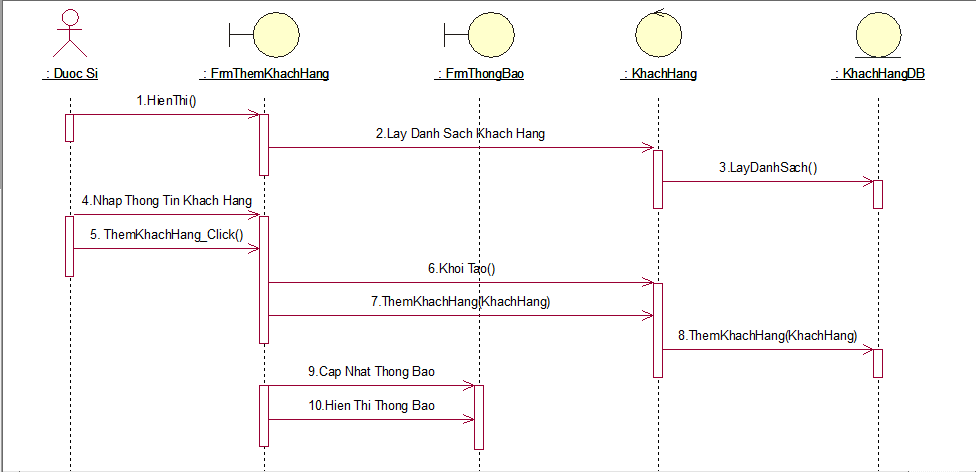 : Duoc Si
: FrmThemKhachHang
: FrmThongBao
: KhachHang
: KhachHangDB
1.HienThi()
2.Lay Danh Sach Khach Hang
3.LayDanhSach()
4.Nhap Thong Tin Khach Hang
5. ThemKhachHang_Click()
6.Khoi Tao()
7.ThemKhachHang(KhachHang)
8.ThemKhachHang(KhachHang)
9.Cap Nhat Thong Bao
10.Hien Thi Thong Bao